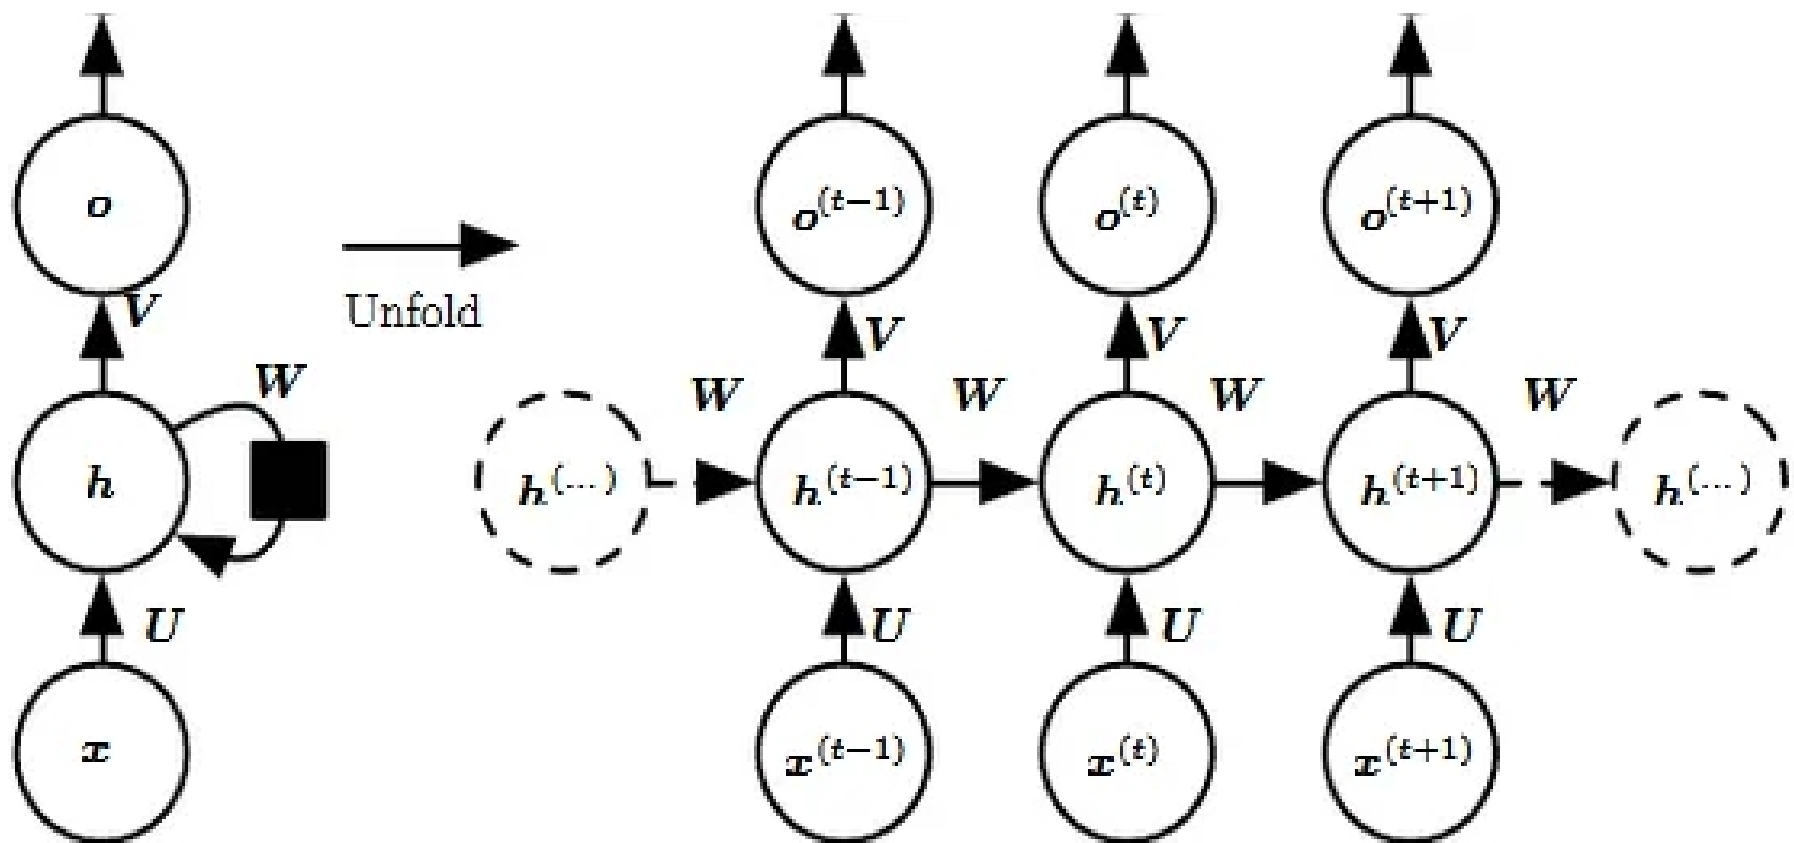 o o^(t−1) o^(t) o^(t+1)
Unfold
V V V V
W W W W W
h h^(...) h^(t−1) h^(t) h^(t+1) h^(...)
U U U U
x x^(t−1) x^(t) x^(t+1)